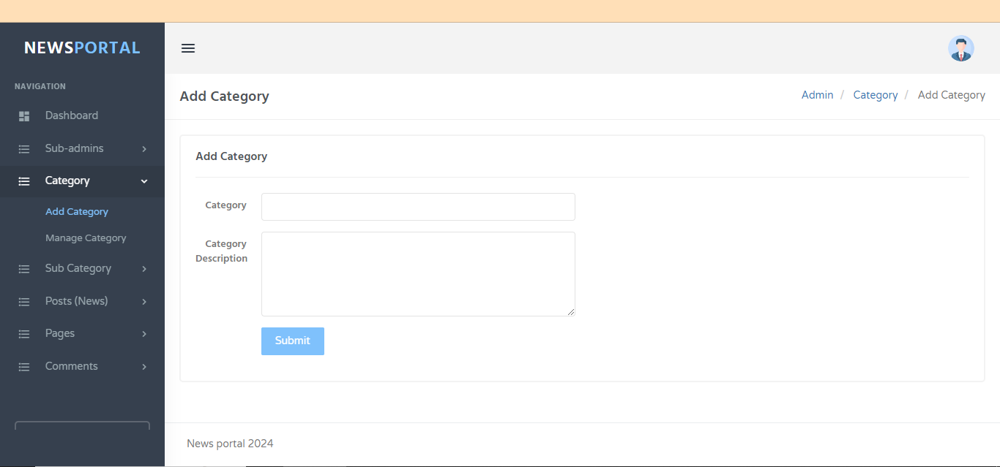 NEWSPORTAL
NAVIGATION
Dashboard
Sub-admins
Category
Add Category
Manage Category
Sub Category
Posts (News)
Pages
Comments
Add Category
Admin / Category / Add Category
Add Category
Category
Category
Description
Submit
News portal 2024